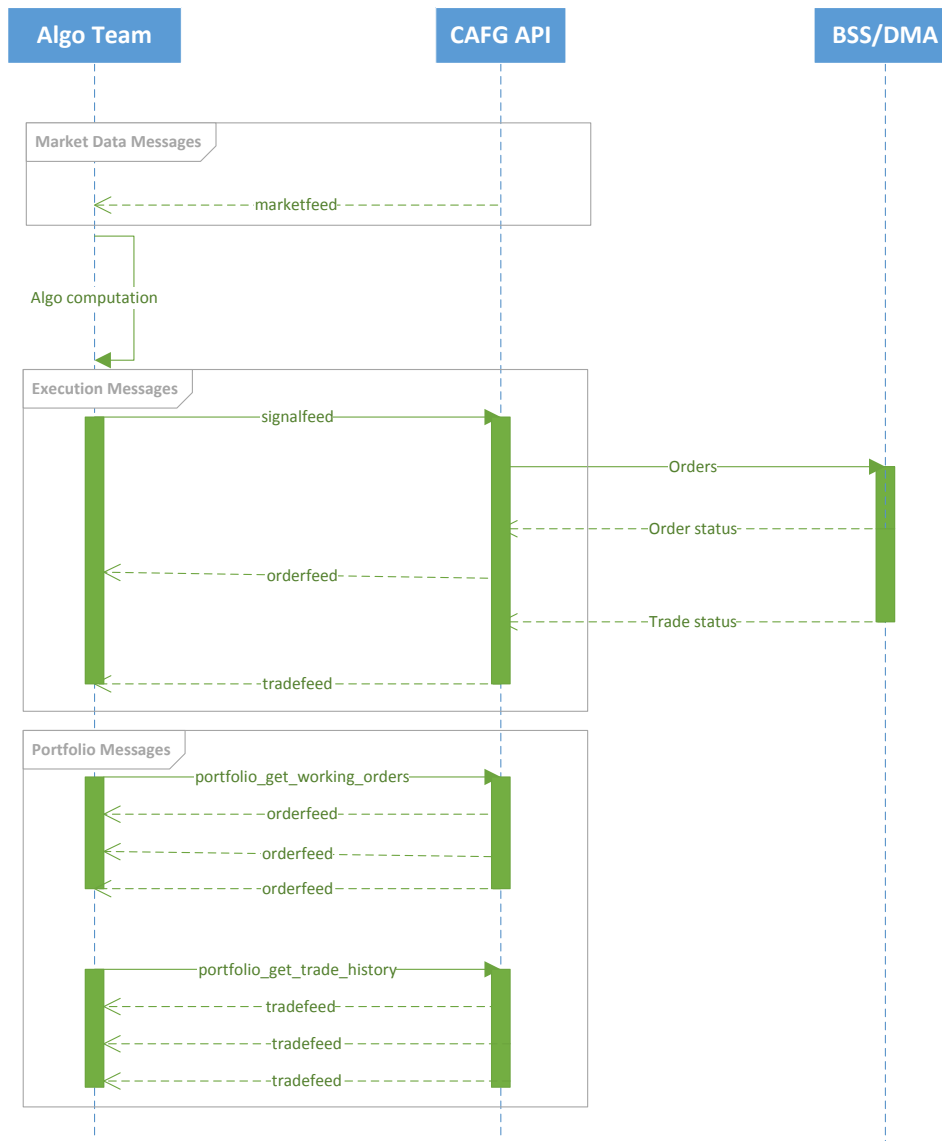 Algo Team
CAFG API
BSS/DMA
Market Data Messages
marketfeed
Algo computation
Execution Messages
signalfeed
Orders
Order status
orderfeed
Trade status
tradefeed
Portfolio Messages
portfolio_get_working_orders
orderfeed
orderfeed
orderfeed
portfolio_get_trade_history
tradefeed
tradefeed
tradefeed